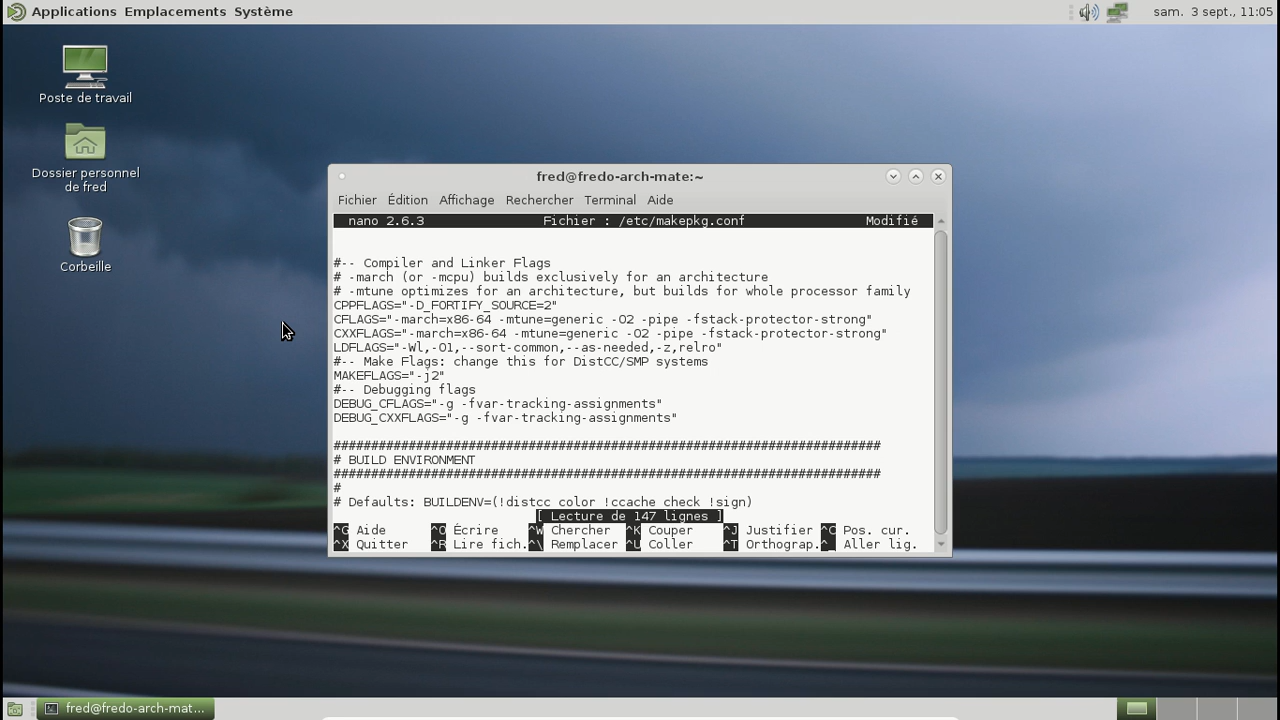 Applications Emplacements Système
sam. 3 sept., 11:05
Poste de travail
Dossier personnel
de fred
Corbeille
fred@fredo-arch-mate:~
Fichier Édition Affichage Rechercher Terminal Aide
nano 2.6.3 Fichier : /etc/makepkg.conf Modifié
#-- Compiler and Linker Flags
# -march (or -mcpu) builds exclusively for an architecture
# -mtune optimizes for an architecture, but builds for whole processor family
CPPFLAGS="-D_FORTIFY_SOURCE=2"
CFLAGS="-march=x86-64 -mtune=generic -O2 -pipe -fstack-protector-strong"
CXXFLAGS="-march=x86-64 -mtune=generic -O2 -pipe -fstack-protector-strong"
LDFLAGS="-Wl,-O1,--sort-common,--as-needed,-z,relro"
#-- Make Flags: change this for DistCC/SMP systems
MAKEFLAGS="-j2"
#-- Debugging flags
DEBUG_CFLAGS="-g -fvar-tracking-assignments"
DEBUG_CXXFLAGS="-g -fvar-tracking-assignments"
#########################################################################
# BUILD ENVIRONMENT
#########################################################################
#
# Defaults: BUILDENV=(!distcc color !ccache check !sign)
[ Lecture de 147 lignes ]
^G Aide ^O Écrire ^W Chercher ^K Couper ^J Justifier ^C Pos. cur.
^X Quitter ^R Lire fich. ^\ Remplacer ^U Coller ^T Orthograp. ^_ Aller lig.
fred@fredo-arch-mat...